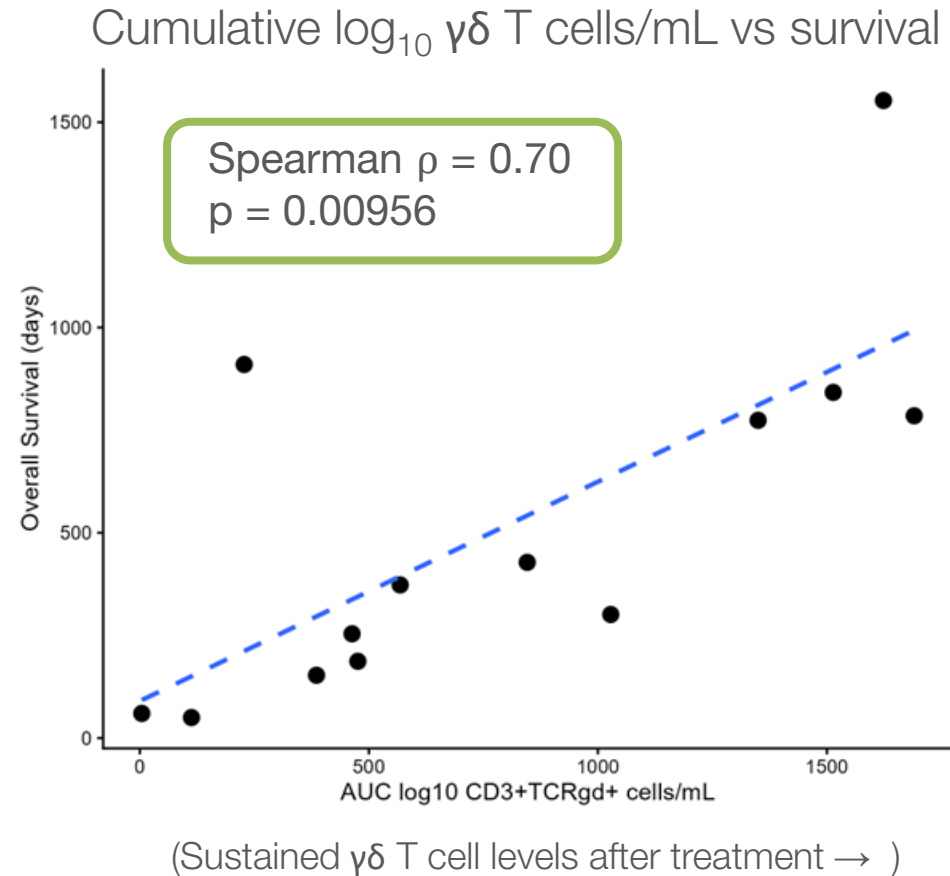 Cumulative log₁₀ γδ T cells/mL vs survival
Spearman ρ = 0.70
p = 0.00956
Overall Survival (days)
1500
1000
500
0
0 500 1000 1500
AUC log10 CD3+TCRgd+ cells/mL
(Sustained γδ T cell levels after treatment → )